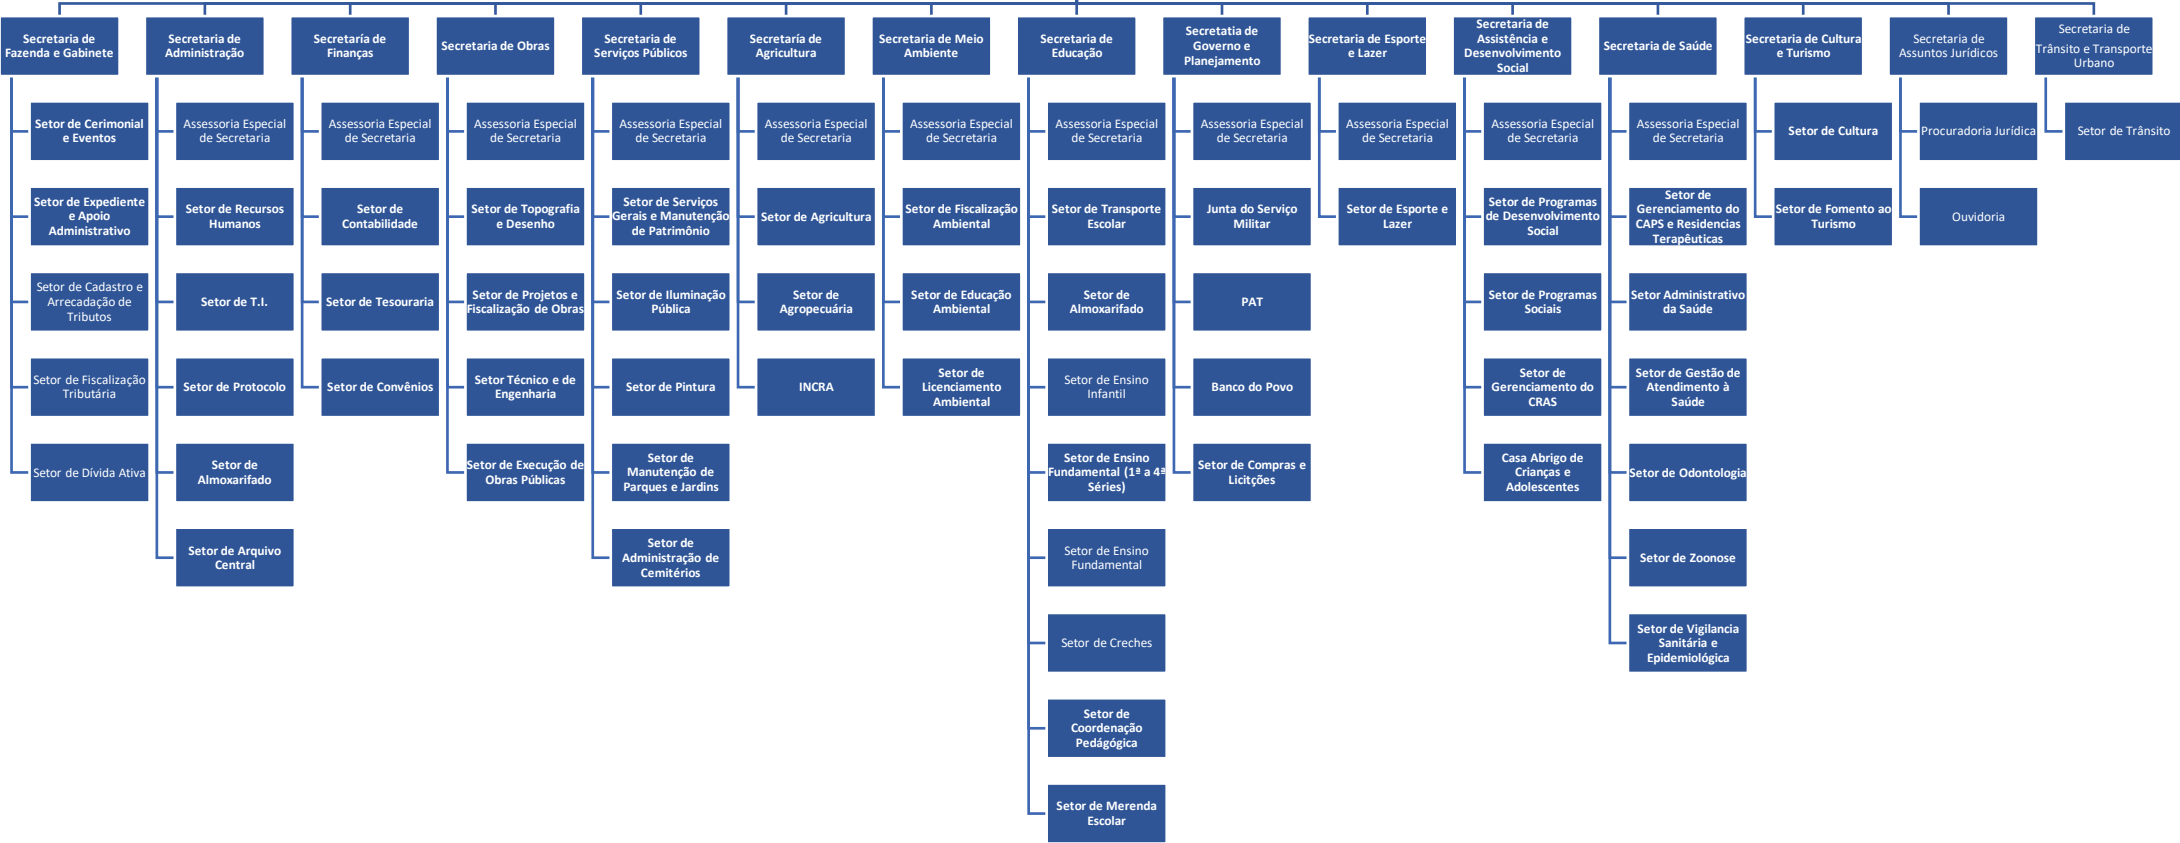 Secretaria de
Fazenda e Gabinete
Secretaria de
Administração
Secretaría de
Finanças
Secretaria de Obras
Secretaria de
Serviços Públicos
Secretaría de
Agricultura
Secretaria de Meio
Ambiente
Secretaria de
Educação
Secretatia de
Governo e
Planejamento
Secretaria de Esporte
e Lazer
Secretaria de
Assistência e
Desenvolvimento
Social
Secretaria de Saúde
Secretaria de Cultura
e Turismo
Secretaria de
Assuntos Jurídicos
Secretaria de
Trânsito e Transporte
Urbano
Setor de Cerimonial
e Eventos
Setor de Expediente
e Apoio
Administrativo
Setor de Cadastro e
Arrecadação de
Tributos
Setor de Fiscalização
Tributária
Setor de Dívida Ativa
Assessoria Especial
de Secretaria
Setor de Recursos
Humanos
Setor de T.I.
Setor de Protocolo
Setor de
Almoxarifado
Setor de Arquivo
Central
Assessoria Especial
de Secretaria
Setor de
Contabilidade
Setor de Tesouraria
Setor de Convênios
Assessoria Especial
de Secretaria
Setor de Topografia
e Desenho
Setor de Projetos e
Fiscalização de Obras
Setor Técnico e de
Engenharia
Setor de Execução de
Obras Públicas
Assessoria Especial
de Secretaria
Setor de Serviços
Gerais e Manutenção
de Patrimônio
Setor de Iluminação
Pública
Setor de Pintura
Setor de
Manutenção de
Parques e Jardins
Setor de
Administração de
Cemitérios
Assessoria Especial
de Secretaria
Setor de Agricultura
Setor de
Agropecuária
INCRA
Assessoria Especial
de Secretaria
Setor de Fiscalização
Ambiental
Setor de Educação
Ambiental
Setor de
Licenciamento
Ambiental
Assessoria Especial
de Secretaria
Setor de Transporte
Escolar
Setor de
Almoxarifado
Setor de Ensino
Infantil
Setor de Ensino
Fundamental (1ª a 4ª
Séries)
Setor de Ensino
Fundamental
Setor de Creches
Setor de
Coordenação
Pedágógica
Setor de Merenda
Escolar
Assessoria Especial
de Secretaria
Junta do Serviço
Militar
PAT
Banco do Povo
Setor de Compras e
Licitções
Assessoria Especial
de Secretaria
Setor de Esporte e
Lazer
Assessoria Especial
de Secretaria
Setor de Programas
de Desenvolvimento
Social
Setor de Programas
Sociais
Setor de
Gerenciamento do
CRAS
Casa Abrigo de
Crianças e
Adolescentes
Assessoria Especial
de Secretaria
Setor de
Gerenciamento do
CAPS e Residencias
Terapêuticas
Setor Administrativo
da Saúde
Setor de Gestão de
Atendimento à
Saúde
Setor de Odontologia
Setor de Zoonose
Setor de Vigilancia
Sanitária e
Epidemiológica
Setor de Cultura
Setor de Fomento ao
Turismo
Procuradoria Jurídica
Ouvidoria
Setor de Trânsito